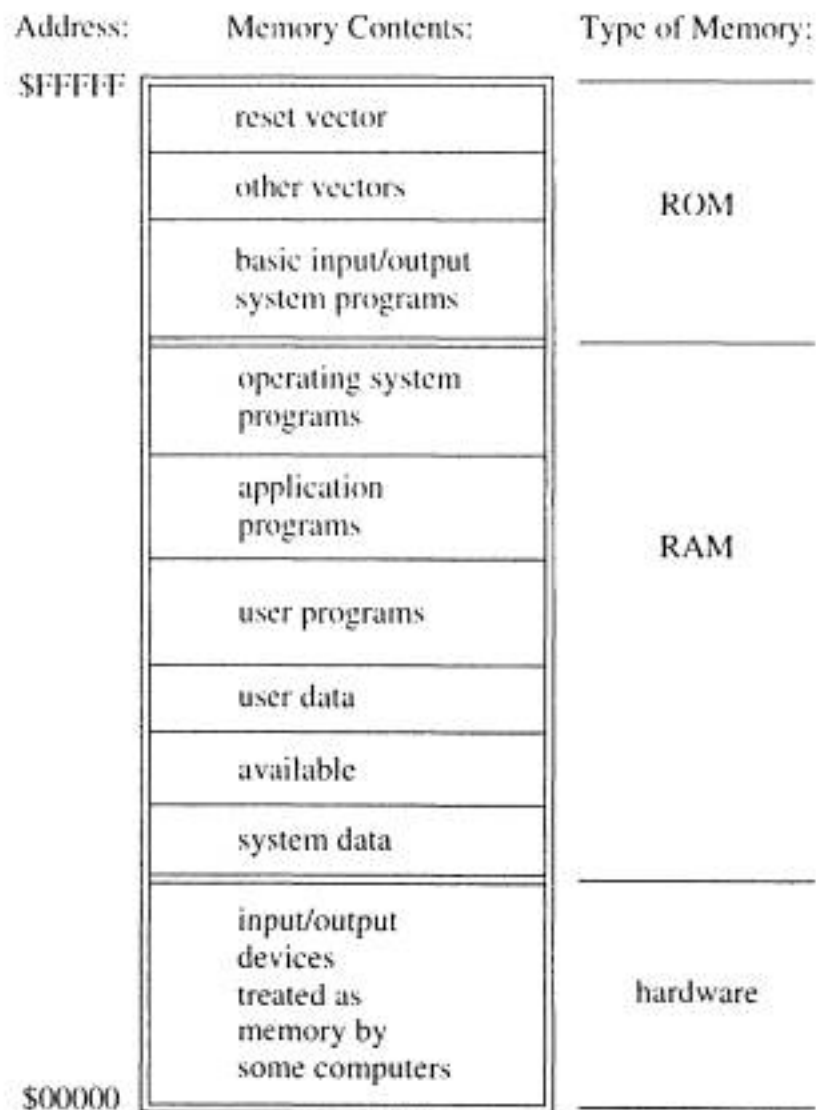 Address: Memory Contents: Type of Memory:
$FFFFF
reset vector
other vectors
ROM
basic input/output
system programs
operating system
programs
application
programs
RAM
user programs
user data
available
system data
input/output
devices
treated as
hardware
memory by
some computers
$00000